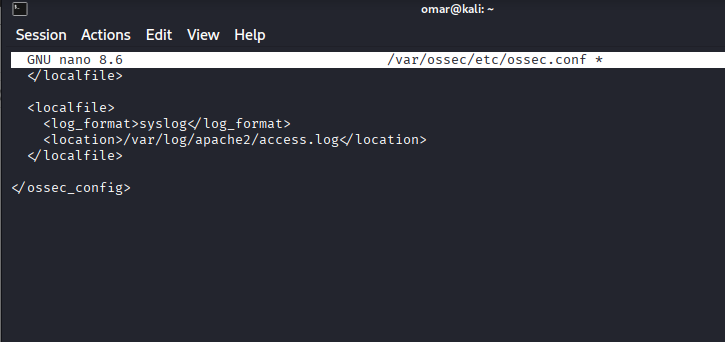 omar@kali: ~
Session Actions Edit View Help
GNU nano 8.6 /var/ossec/etc/ossec.conf *
</localfile>
<localfile>
<log_format>syslog</log_format>
<location>/var/log/apache2/access.log</location>
</localfile>
</ossec_config>